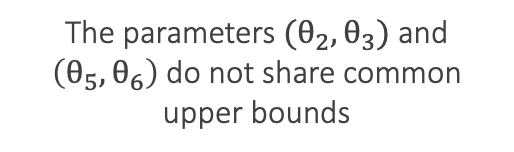 The parameters (θ₂, θ₃) and
(θ₅, θ₆) do not share common
upper bounds